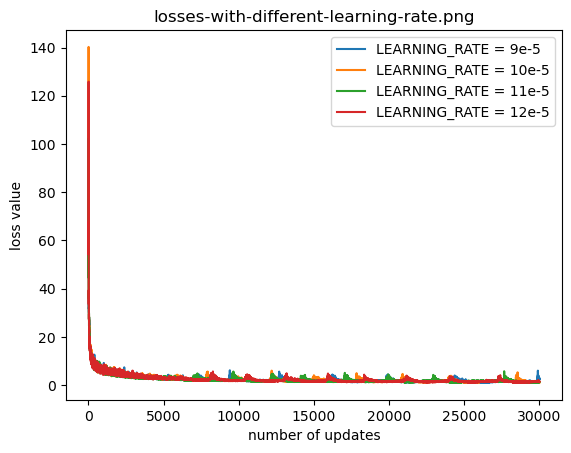 losses-with-different-learning-rate.png
140
120
100
80
60
40
20
0
loss value
LEARNING_RATE = 9e-5
LEARNING_RATE = 10e-5
LEARNING_RATE = 11e-5
LEARNING_RATE = 12e-5
0 5000 10000 15000 20000 25000 30000
number of updates